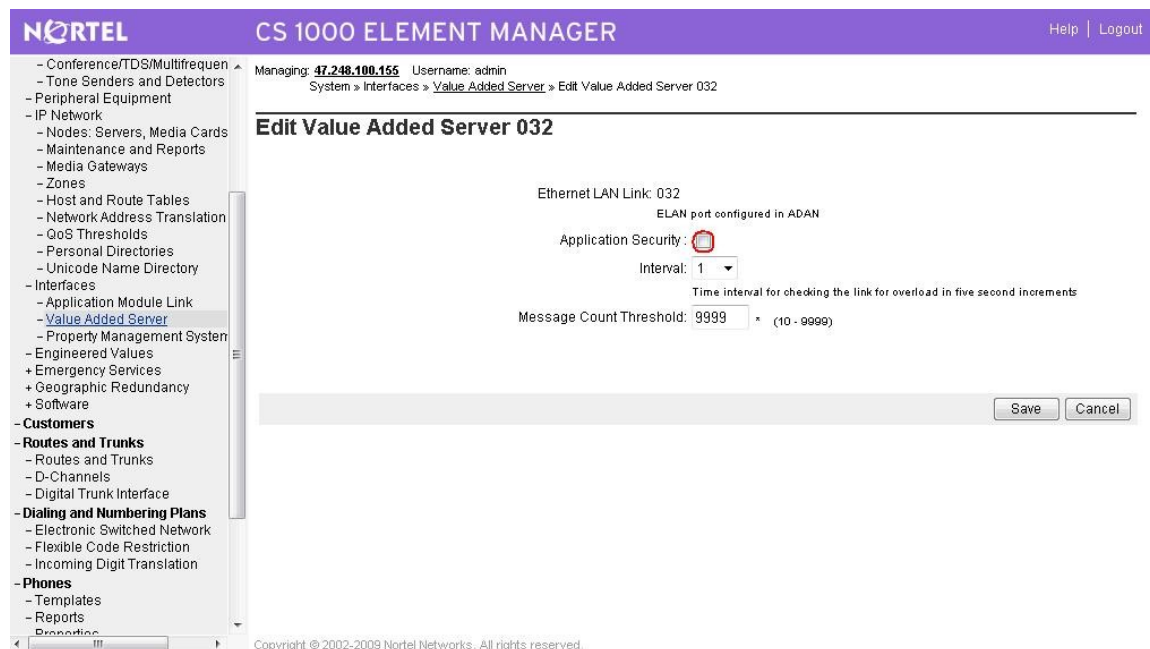 NORTEL
CS 1000 ELEMENT MANAGER
Help | Logout
Managing: 47.248.100.155 Username: admin
System » Interfaces » Value Added Server » Edit Value Added Server 032
– Conference/TDS/Multifrequen
– Tone Senders and Detectors
– Peripheral Equipment
– IP Network
– Nodes: Servers, Media Cards
– Maintenance and Reports
– Media Gateways
– Zones
– Host and Route Tables
– Network Address Translation
– QoS Thresholds
– Personal Directories
– Unicode Name Directory
– Interfaces
– Application Module Link
– Value Added Server
– Property Management System
– Engineered Values
+ Emergency Services
+ Geographic Redundancy
+ Software
– Customers
– Routes and Trunks
– Routes and Trunks
– D-Channels
– Digital Trunk Interface
– Dialing and Numbering Plans
– Electronic Switched Network
– Flexible Code Restriction
– Incoming Digit Translation
– Phones
– Templates
– Reports
– Properties
Edit Value Added Server 032
Ethernet LAN Link: 032
ELAN port configured in ADAN
Application Security :
Interval: 1
Time interval for checking the link for overload in five second increments
Message Count Threshold: 9999 * (10 - 9999)
Save Cancel
Copyright © 2002-2009 Nortel Networks. All rights reserved.